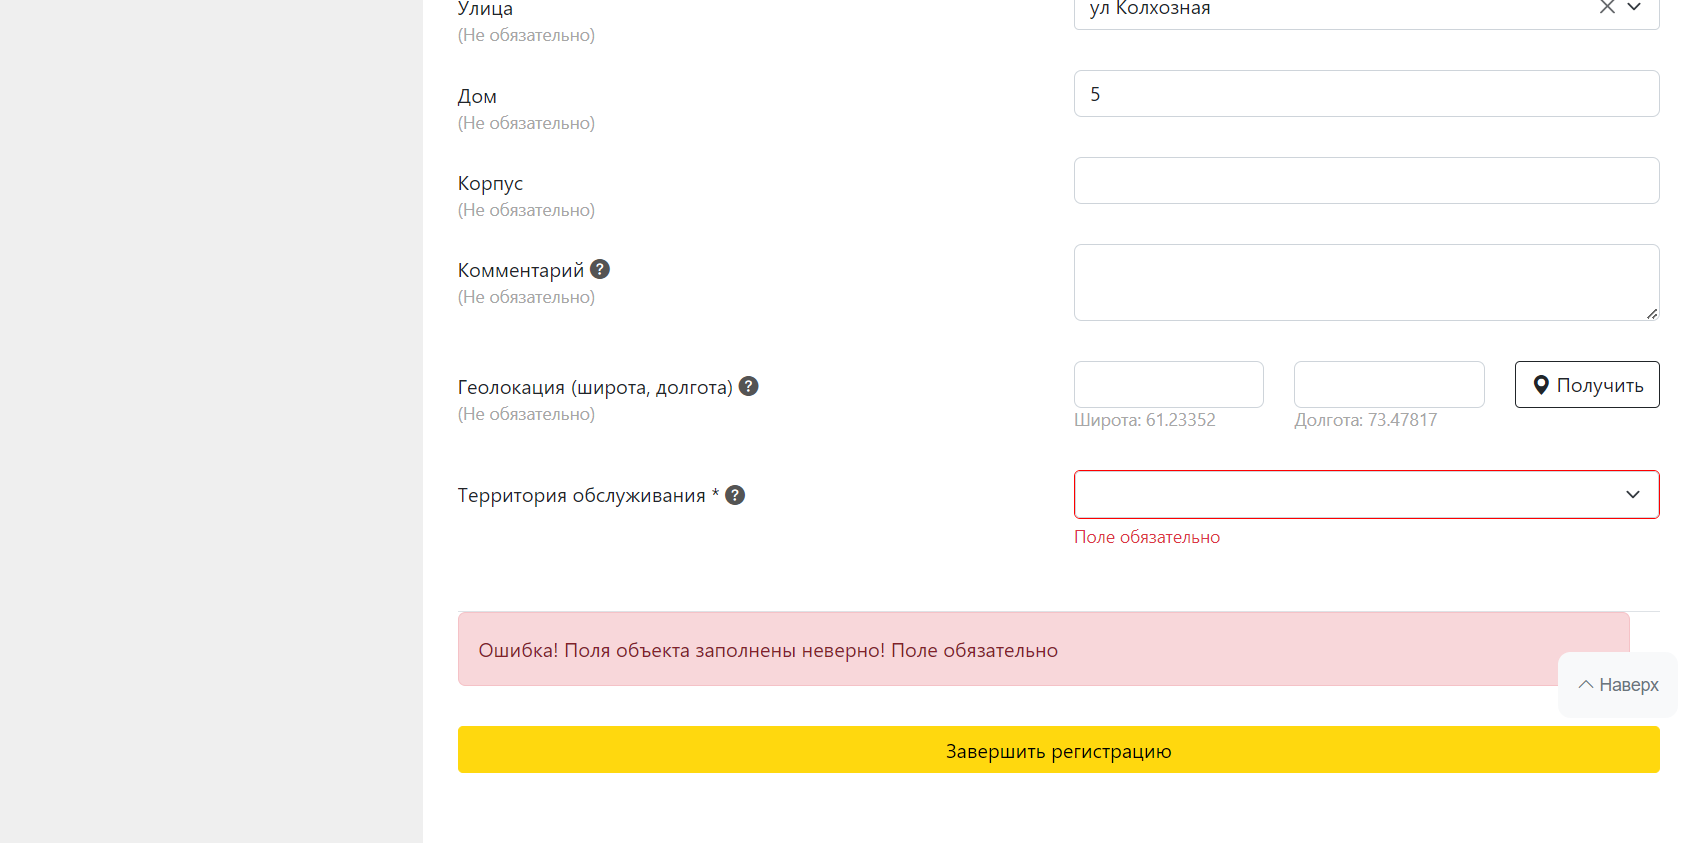 Улица
ул Колхозная
(Не обязательно)
Дом
5
(Не обязательно)
Корпус
(Не обязательно)
Комментарий ?
(Не обязательно)
Геолокация (широта, долгота) ?
Получить
(Не обязательно)
Широта: 61.23352
Долгота: 73.47817
Территория обслуживания * ?
Поле обязательно
Ошибка! Поля объекта заполнены неверно! Поле обязательно
Наверх
Завершить регистрацию